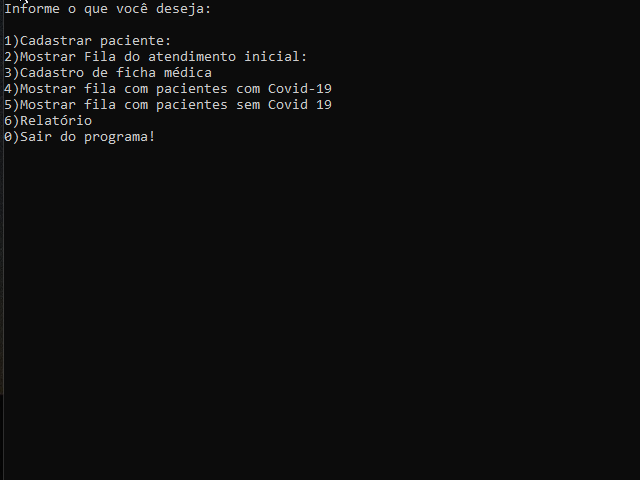 Informe o que você deseja:
1)Cadastrar paciente:
2)Mostrar Fila do atendimento inicial:
3)Cadastro de ficha médica
4)Mostrar fila com pacientes com Covid-19
5)Mostrar fila com pacientes sem Covid 19
6)Relatório
0)Sair do programa!